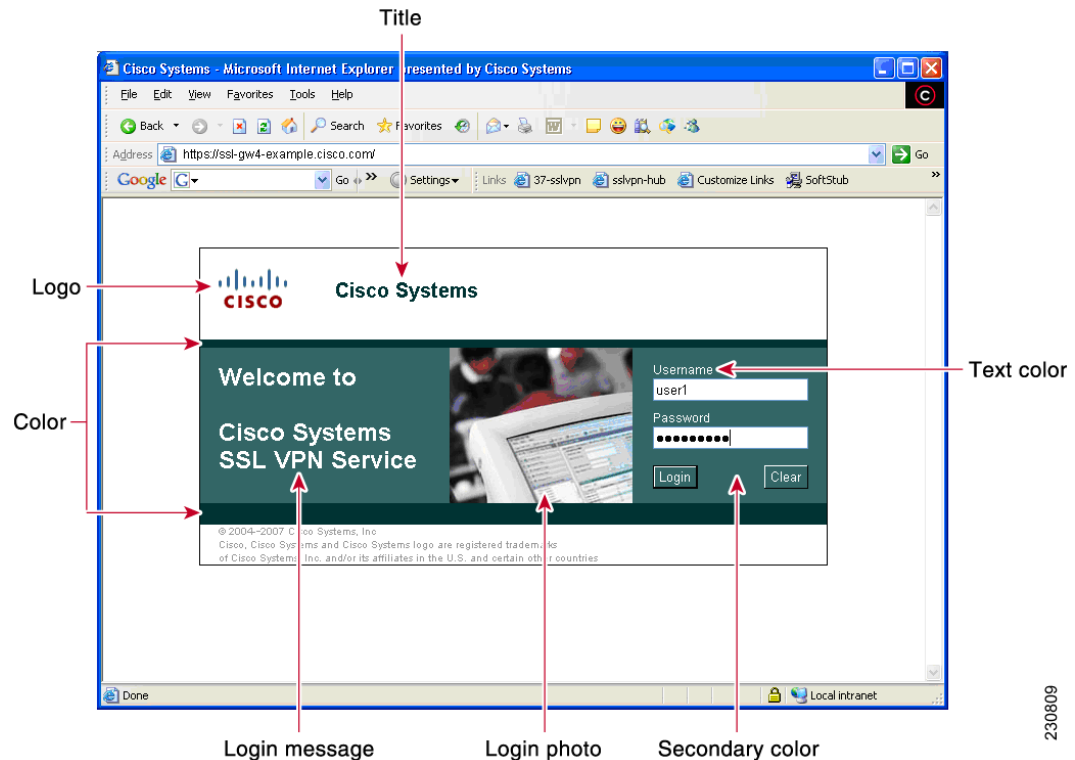 Title
Cisco Systems - Microsoft Internet Explorer presented by Cisco Systems
File Edit View Favorites Tools Help
Back Search Favorites
Address https://ssl-gw4-example.cisco.com/ Go
Google G Go » Settings Links 37-sslvpn sslvpn-hub Customize Links SoftStub »
Logo
CISCO
Cisco Systems
Color
Welcome to
Cisco Systems
SSL VPN Service
Username
user1
Password
•••••••••
Login Clear
Text color
© 2004-2007 Cisco Systems, Inc
Cisco, Cisco Systems and Cisco Systems logo are registered trademarks
of Cisco Systems, Inc. and/or its affiliates in the U.S. and certain other countries
Done Local intranet
Login message Login photo Secondary color
230809